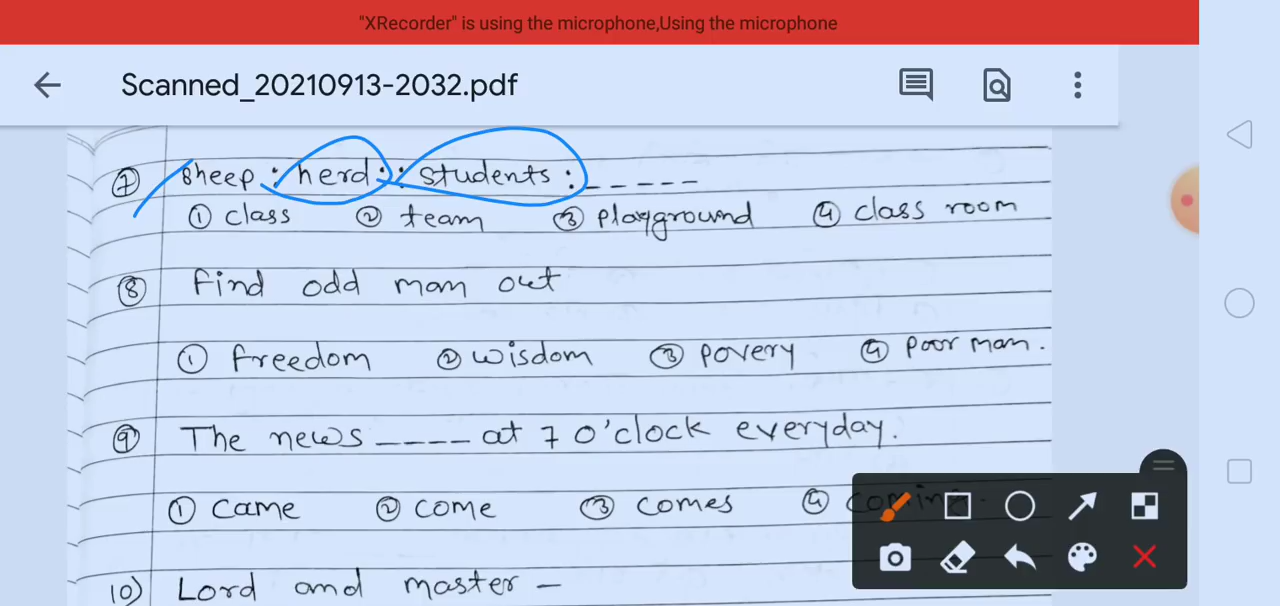 "XRecorder" is using the microphone,Using the microphone
Scanned_20210913-2032.pdf
7 Sheep : herd :: students : _ _ _ _ _
1 class 2 team 3 playground 4 class room
8 Find odd man out
1 freedom 2 wisdom 3 povery 4 poor man.
9 The news ____ at 7 O'clock everyday.
1 came 2 come 3 comes 4 coming.
10) Lord and master –